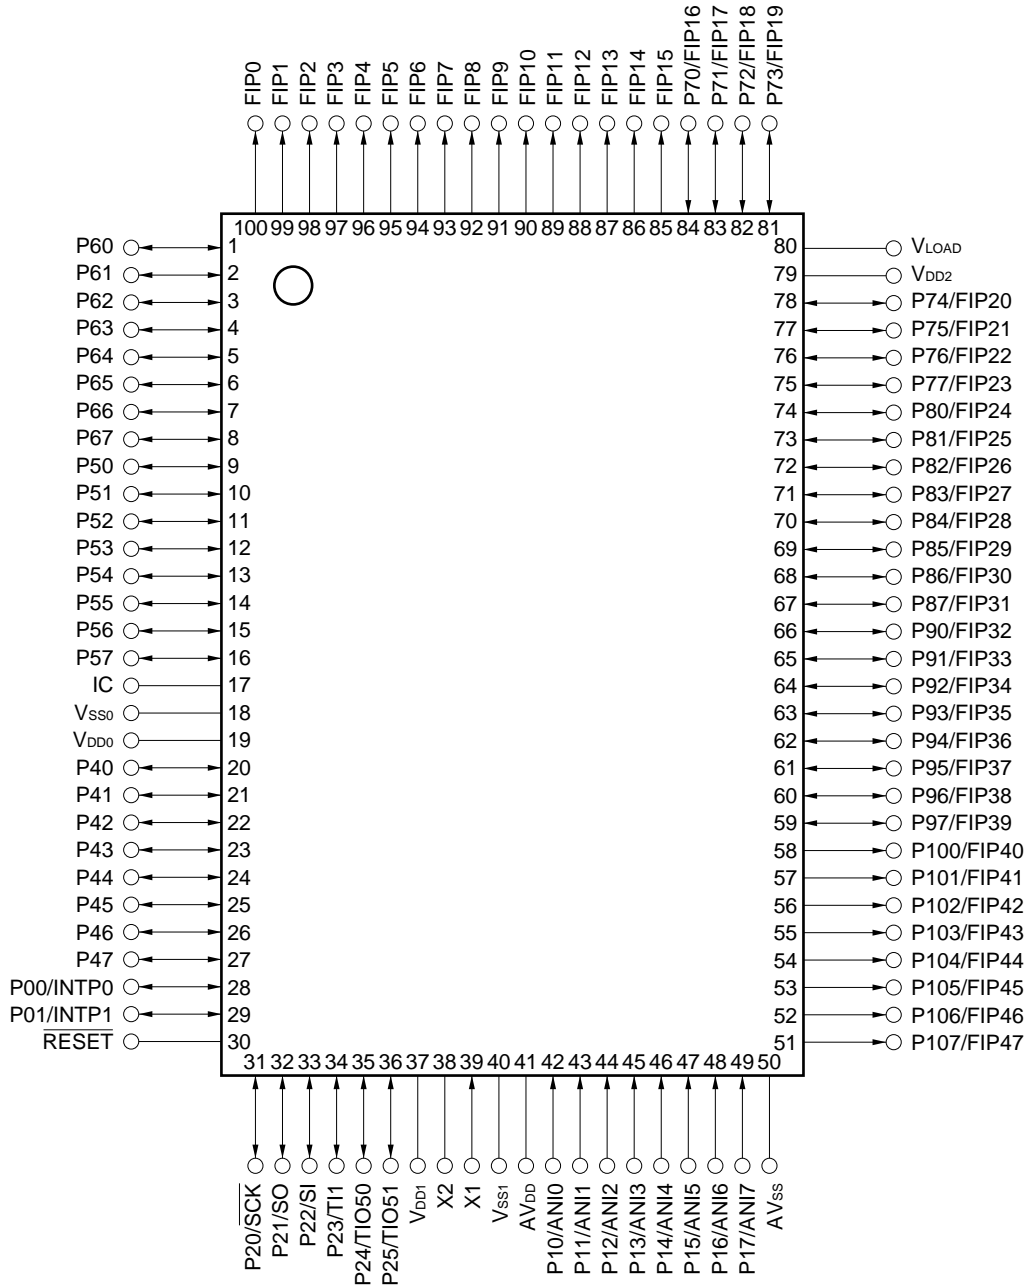 FIP0
FIP1
FIP2
FIP3
FIP4
FIP5
FIP6
FIP7
FIP8
FIP9
FIP10
FIP11
FIP12
FIP13
FIP14
FIP15
P70/FIP16
P71/FIP17
P72/FIP18
P73/FIP19
100 99 98 97 96 95 94 93 92 91 90 89 88 87 86 85 84 83 82 81
P60 1 80 VLOAD
P61 2 79 VDD2
P62 3 78 P74/FIP20
P63 4 77 P75/FIP21
P64 5 76 P76/FIP22
P65 6 75 P77/FIP23
P66 7 74 P80/FIP24
P67 8 73 P81/FIP25
P50 9 72 P82/FIP26
P51 10 71 P83/FIP27
P52 11 70 P84/FIP28
P53 12 69 P85/FIP29
P54 13 68 P86/FIP30
P55 14 67 P87/FIP31
P56 15 66 P90/FIP32
P57 16 65 P91/FIP33
IC 17 64 P92/FIP34
VSS0 18 63 P93/FIP35
VDD0 19 62 P94/FIP36
P40 20 61 P95/FIP37
P41 21 60 P96/FIP38
P42 22 59 P97/FIP39
P43 23 58 P100/FIP40
P44 24 57 P101/FIP41
P45 25 56 P102/FIP42
P46 26 55 P103/FIP43
P47 27 54 P104/FIP44
P00/INTP0 28 53 P105/FIP45
P01/INTP1 29 52 P106/FIP46
RESET 30 51 P107/FIP47
31 32 33 34 35 36 37 38 39 40 41 42 43 44 45 46 47 48 49 50
P20/SCK
P21/SO
P22/SI
P23/TI1
P24/TIO50
P25/TIO51
VDD1
X2
X1
VSS1
AVDD
P10/ANI0
P11/ANI1
P12/ANI2
P13/ANI3
P14/ANI4
P15/ANI5
P16/ANI6
P17/ANI7
AVSS